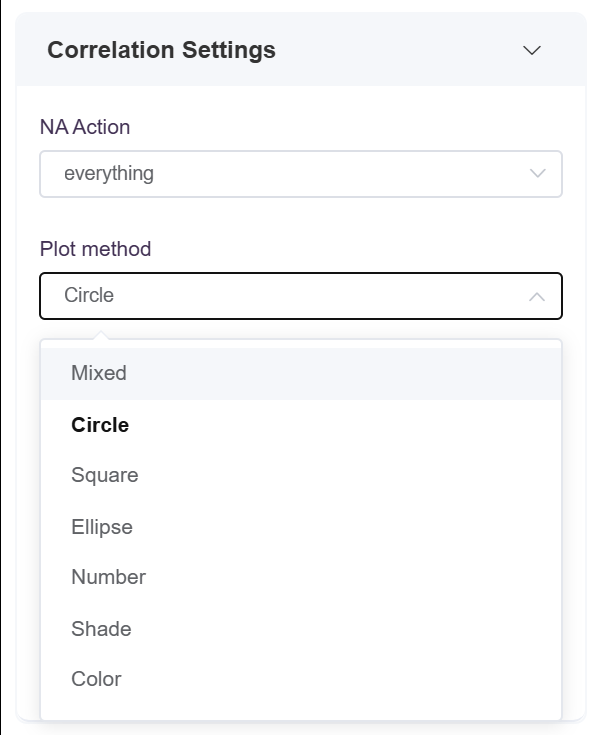 Correlation Settings
NA Action
everything
Plot method
Circle
Mixed
Circle
Square
Ellipse
Number
Shade
Color